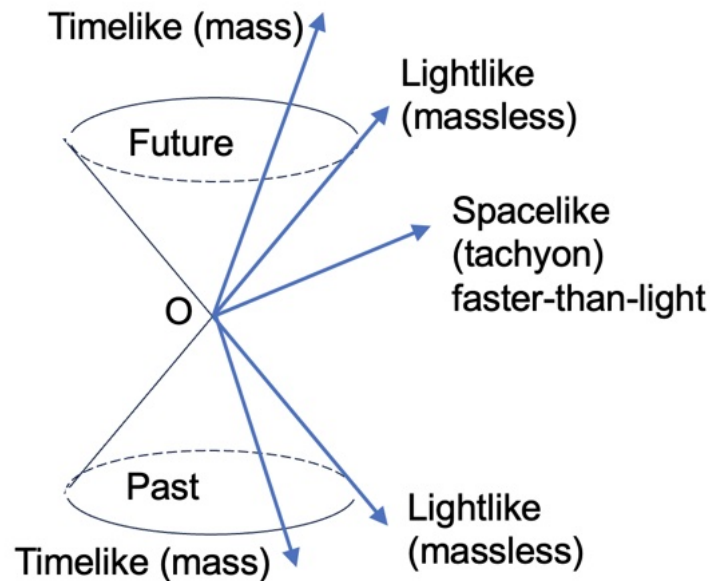 Timelike (mass)
Lightlike
(massless)
Future
Spacelike
(tachyon)
faster-than-light
O
Past
Lightlike
(massless)
Timelike (mass)